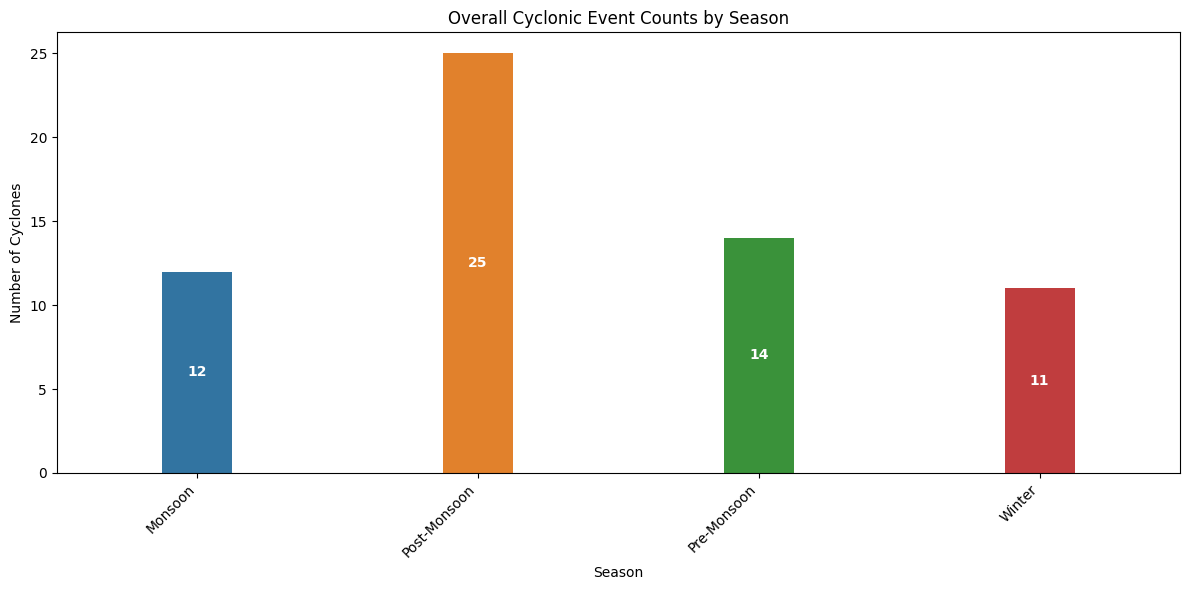 Overall Cyclonic Event Counts by Season
Number of Cyclones
25
20
15
10
5
0
12
25
14
11
Monsoon
Post-Monsoon
Pre-Monsoon
Winter
Season